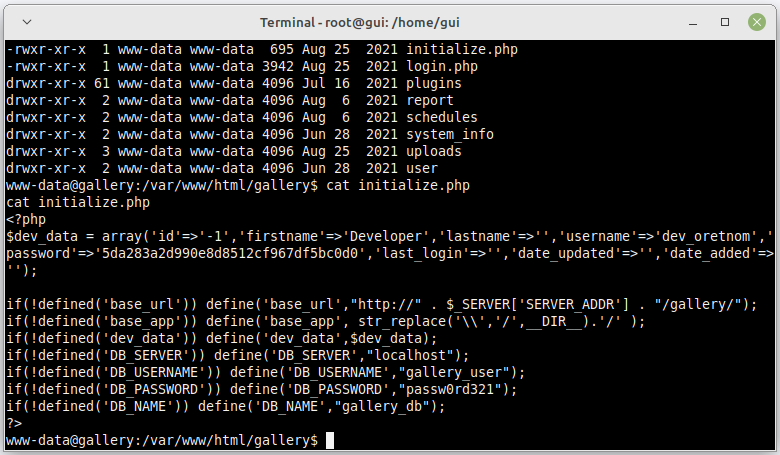 Terminal - root@gui: /home/gui
-rwxr-xr-x  1 www-data www-data  695 Aug 25  2021 initialize.php
-rwxr-xr-x  1 www-data www-data 3942 Aug 25  2021 login.php
drwxr-xr-x 61 www-data www-data 4096 Jul 16  2021 plugins
drwxr-xr-x  2 www-data www-data 4096 Aug  6  2021 report
drwxr-xr-x  2 www-data www-data 4096 Aug  6  2021 schedules
drwxr-xr-x  2 www-data www-data 4096 Jun 28  2021 system_info
drwxr-xr-x  3 www-data www-data 4096 Aug 25  2021 uploads
drwxr-xr-x  2 www-data www-data 4096 Jun 28  2021 user
www-data@gallery:/var/www/html/gallery$ cat initialize.php
cat initialize.php
<?php
$dev_data = array('id'=>'-1','firstname'=>'Developer','lastname'=>'','username'=>'dev_oretnom','
password'=>'5da283a2d990e8d8512cf967df5bc0d0','last_login'=>'','date_updated'=>'','date_added'=>
'');
if(!defined('base_url')) define('base_url',"http://" . $_SERVER['SERVER_ADDR'] . "/gallery/");
if(!defined('base_app')) define('base_app', str_replace('\\','/',__DIR__).'/' );
if(!defined('dev_data')) define('dev_data',$dev_data);
if(!defined('DB_SERVER')) define('DB_SERVER',"localhost");
if(!defined('DB_USERNAME')) define('DB_USERNAME',"gallery_user");
if(!defined('DB_PASSWORD')) define('DB_PASSWORD',"passw0rd321");
if(!defined('DB_NAME')) define('DB_NAME',"gallery_db");
?>
www-data@gallery:/var/www/html/gallery$